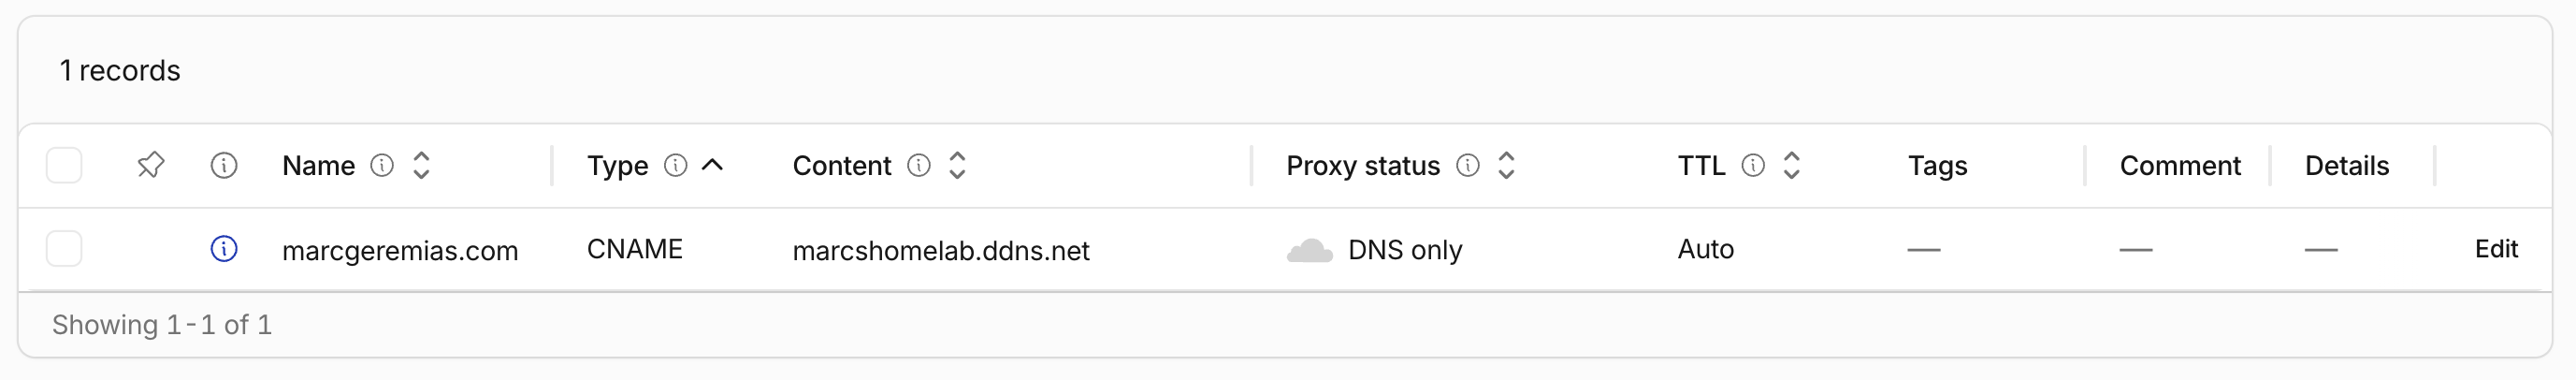 1 records
Name Type Content Proxy status TTL Tags Comment Details
marcgeremias.com CNAME marcshomelab.ddns.net DNS only Auto — — — Edit
Showing 1-1 of 1